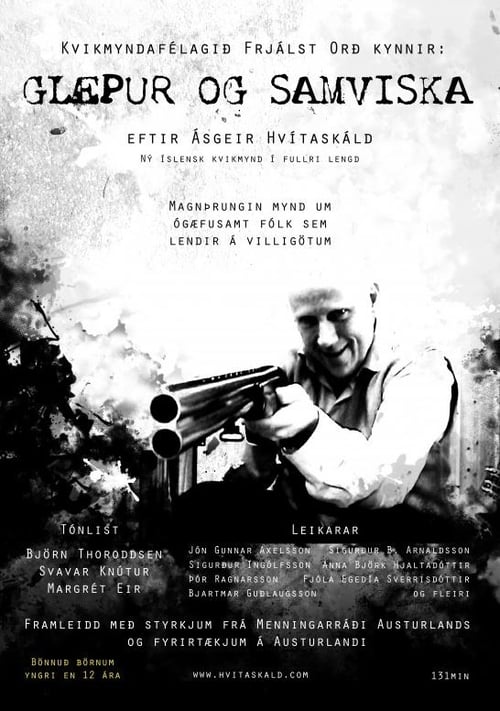 Kvikmyndafélagið Frjálst Orð kynnir:
GLÆPUR OG SAMVISKA
eftir Ásgeir Hvítaskáld
Ný íslensk kvikmynd í fullri lengd
Magnþrungin mynd um
ógæfusamt fólk sem
lendir á villigötum
Tónlist
Björn Thoroddsen
Svavar Knútur
Margrét Eir
Leikarar
Jón Gunnar Axelsson Sigurður B. Arnaldsson
Sigurður Ingólfsson Anna Björk Hjaltadóttir
Þór Ragnarsson Fjóla Egedía Sverrisdóttir
Bjartmar Guðlaugsson og fleiri
Framleidd með styrkjum frá Menningarráði Austurlands
og fyrirtækjum á Austurlandi
Bönnuð börnum
yngri en 12 ára
www.hvitaskald.com
131min